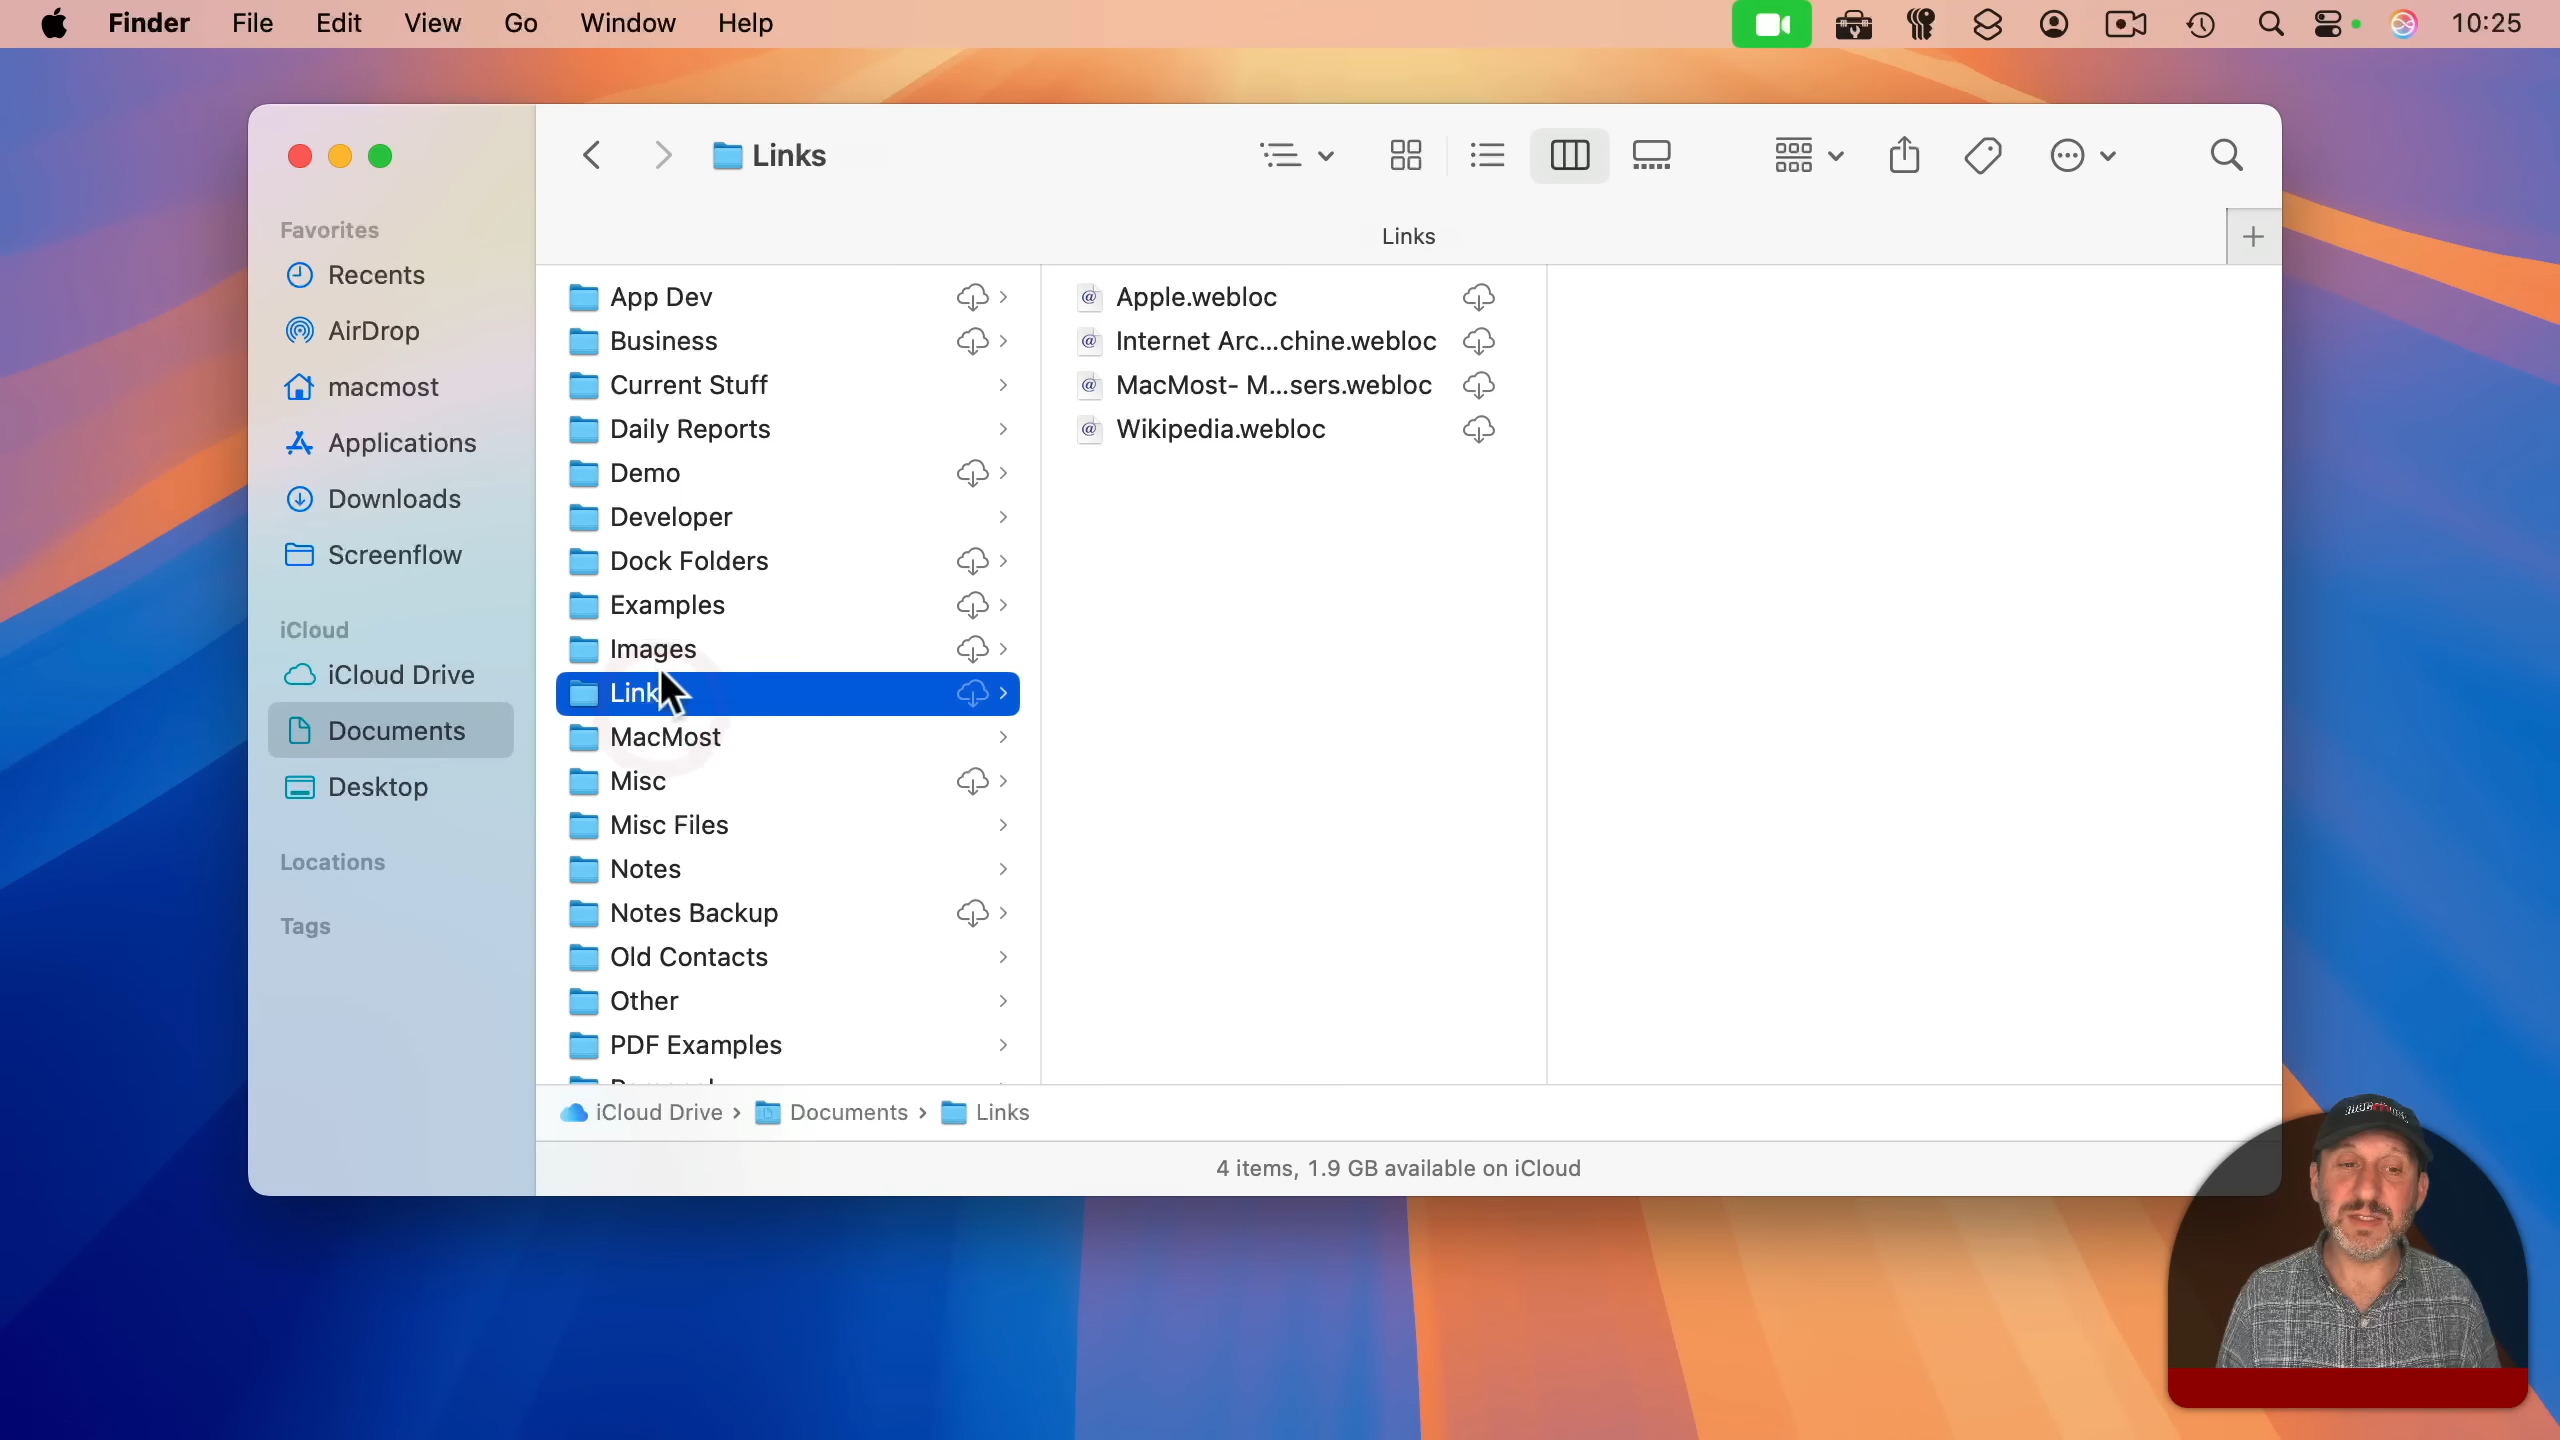 Finder File Edit View Go Window Help 10:25
Links
Links
Favorites
Recents
AirDrop
macmost
Applications
Downloads
Screenflow
iCloud
iCloud Drive
Documents
Desktop
Locations
Tags
App Dev
Business
Current Stuff
Daily Reports
Demo
Developer
Dock Folders
Examples
Images
Link
MacMost
Misc
Misc Files
Notes
Notes Backup
Old Contacts
Other
PDF Examples
Apple.webloc
Internet Arc...chine.webloc
MacMost- M...sers.webloc
Wikipedia.webloc
iCloud Drive › Documents › Links
4 items, 1.9 GB available on iCloud